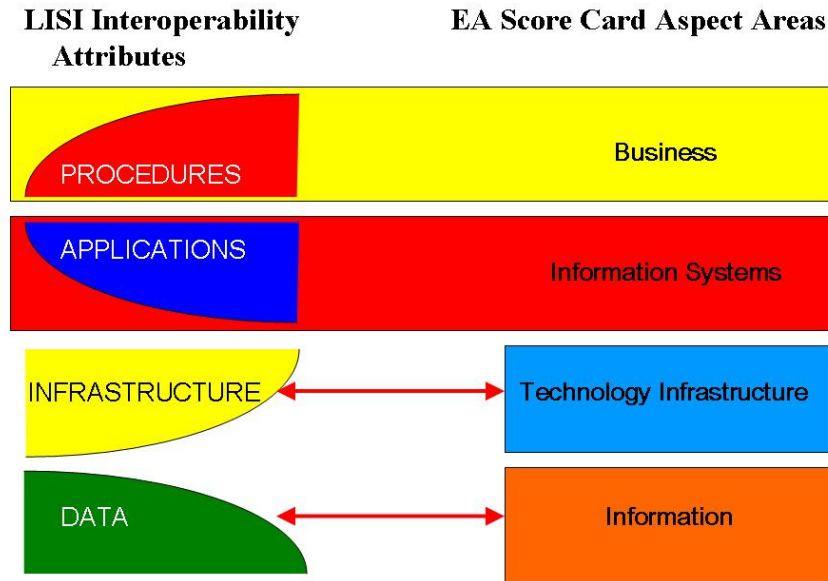 LISI Interoperability
Attributes
EA Score Card Aspect Areas
PROCEDURES
Business
APPLICATIONS
Information Systems
INFRASTRUCTURE
Technology Infrastructure
DATA
Information